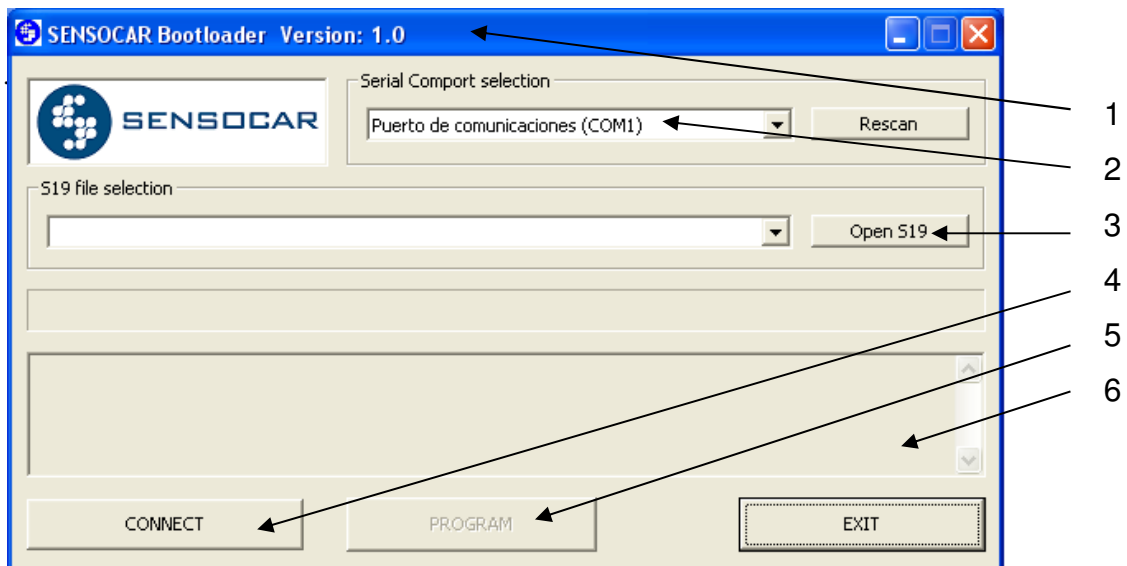 SENSOCAR Bootloader Version: 1.0
SENSOCAR
Serial Comport selection
Puerto de comunicaciones (COM1)
Rescan
S19 file selection
Open S19
CONNECT
PROGRAM
EXIT
1
2
3
4
5
6